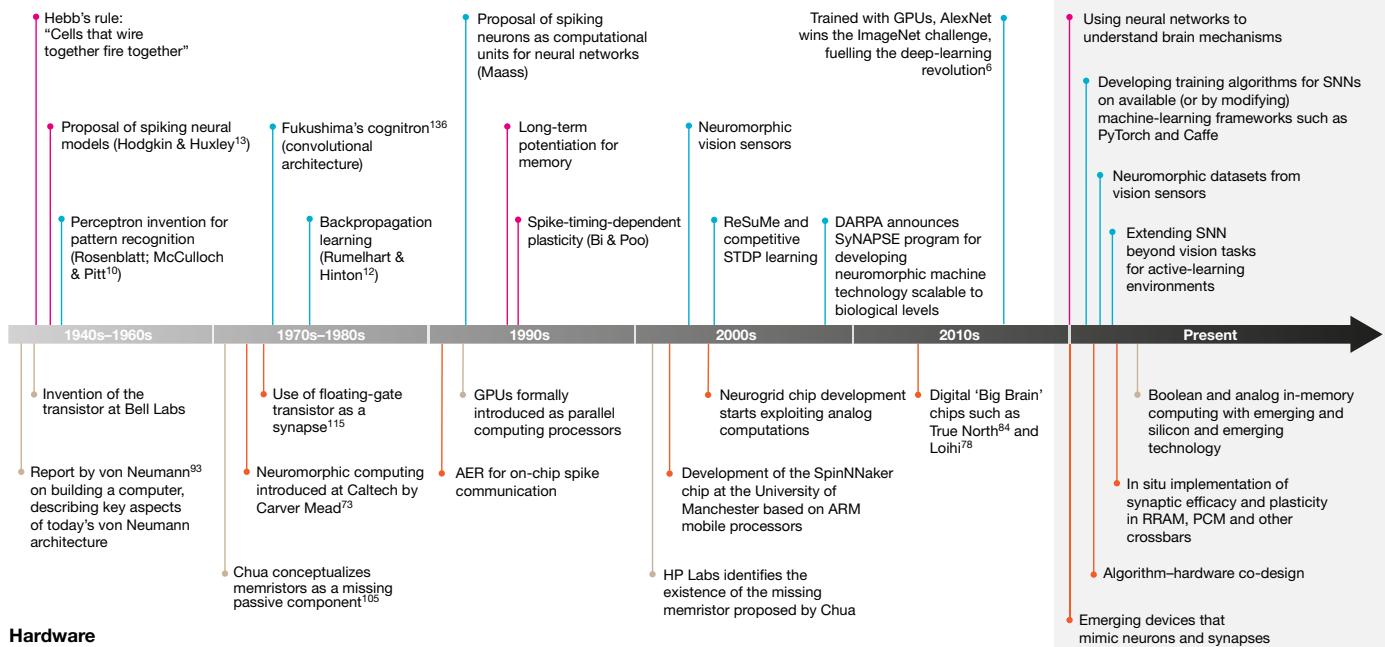 Hebb's rule:
“Cells that wire
together fire together”
Proposal of spiking
neurons as computational
units for neural networks
(Maass)
Trained with GPUs, AlexNet
wins the ImageNet challenge,
fuelling the deep-learning
revolution6
Using neural networks to
understand brain mechanisms
Developing training algorithms for SNNs
on available (or by modifying)
machine-learning frameworks such as
PyTorch and Caffe
Proposal of spiking neural
models (Hodgkin & Huxley13)
Fukushima's cognitron136
(convolutional
architecture)
Long-term
potentiation for
memory
Neuromorphic
vision sensors
Neuromorphic datasets from
vision sensors
Perceptron invention for
pattern recognition
(Rosenblatt; McCulloch
& Pitt10)
Backpropagation
learning
(Rumelhart &
Hinton12)
Spike-timing-dependent
plasticity (Bi & Poo)
ReSuMe and
competitive
STDP learning
DARPA announces
SyNAPSE program for
developing
neuromorphic machine
technology scalable to
biological levels
Extending SNN
beyond vision tasks
for active-learning
environments
1940s–1960s
1970s–1980s
1990s
2000s
2010s
Present
Invention of the
transistor at Bell Labs
Use of floating-gate
transistor as a
synapse115
GPUs formally
introduced as parallel
computing processors
Neurogrid chip development
starts exploiting analog
computations
Digital ‘Big Brain’
chips such as
True North84 and
Loihi78
Boolean and analog in-memory
computing with emerging and
silicon and emerging
technology
Report by von Neumann93
on building a computer,
describing key aspects
of today's von Neumann
architecture
Neuromorphic computing
introduced at Caltech by
Carver Mead73
AER for on-chip spike
communication
Development of the SpinNNaker
chip at the University of
Manchester based on ARM
mobile processors
In situ implementation of
synaptic efficacy and plasticity
in RRAM, PCM and other
crossbars
Chua conceptualizes
memristors as a missing
passive component105
HP Labs identifies the
existence of the missing
memristor proposed by Chua
Algorithm–hardware co-design
Emerging devices that
mimic neurons and synapses
Hardware